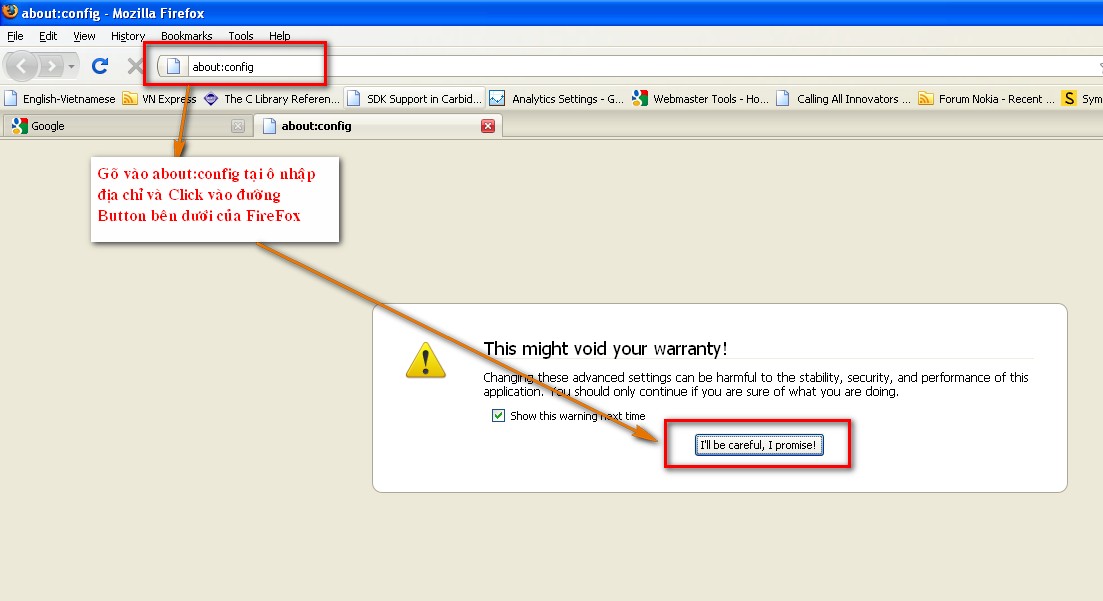 about:config - Mozilla Firefox
File Edit View History Bookmarks Tools Help
about:config
English-Vietnamese VN Express The C Library Referen... SDK Support in Carbid... Analytics Settings - G... Webmaster Tools - Ho... Calling All Innovators ... Forum Nokia - Recent ... S Sym
Google about:config
Gõ vào about:config tại ô nhập
địa chỉ và Click vào đường
Button bên dưới của FireFox
This might void your warranty!
Changing these advanced settings can be harmful to the stability, security, and performance of this
application. You should only continue if you are sure of what you are doing.
Show this warning next time
I'll be careful, I promise!